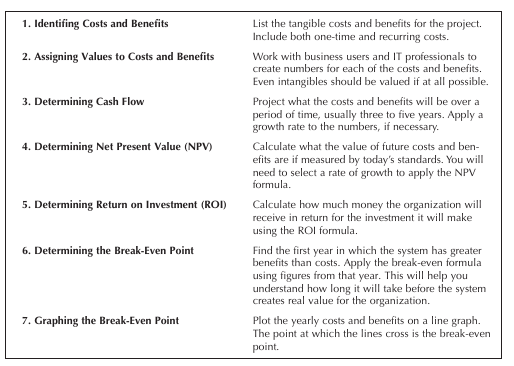 1. Identifing Costs and Benefits
List the tangible costs and benefits for the project.
Include both one-time and recurring costs.
2. Assigning Values to Costs and Benefits
Work with business users and IT professionals to
create numbers for each of the costs and benefits.
Even intangibles should be valued if at all possible.
3. Determining Cash Flow
Project what the costs and benefits will be over a
period of time, usually three to five years. Apply a
growth rate to the numbers, if necessary.
4. Determining Net Present Value (NPV)
Calculate what the value of future costs and ben-
efits are if measured by today’s standards. You will
need to select a rate of growth to apply the NPV
formula.
5. Determining Return on Investment (ROI)
Calculate how much money the organization will
receive in return for the investment it will make
using the ROI formula.
6. Determining the Break-Even Point
Find the first year in which the system has greater
benefits than costs. Apply the break-even formula
using figures from that year. This will help you
understand how long it will take before the system
creates real value for the organization.
7. Graphing the Break-Even Point
Plot the yearly costs and benefits on a line graph.
The point at which the lines cross is the break-even
point.